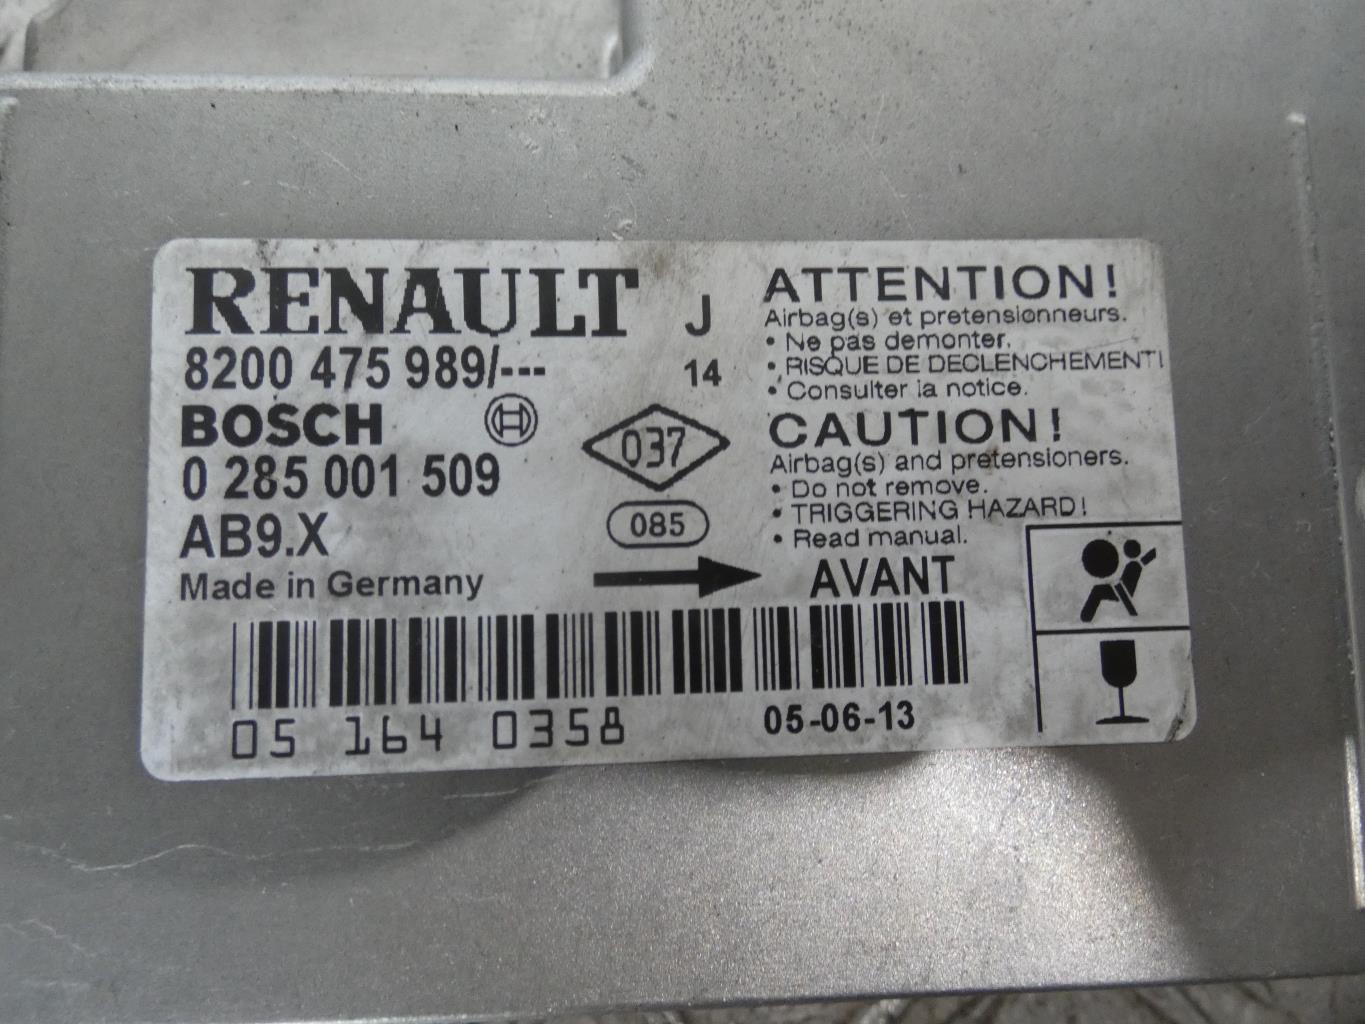 RENAULT J
8200 475 989/--- 14
BOSCH
0 285 001 509
AB9.X
Made in Germany
037
085
ATTENTION!
Airbag(s) et pretensionneurs.
• Ne pas demonter.
• RISQUE DE DECLENCHEMENT!
• Consulter la notice.
CAUTION!
Airbag(s) and pretensioners.
• Do not remove.
• TRIGGERING HAZARD!
• Read manual.
AVANT
05 164 0358
05-06-13